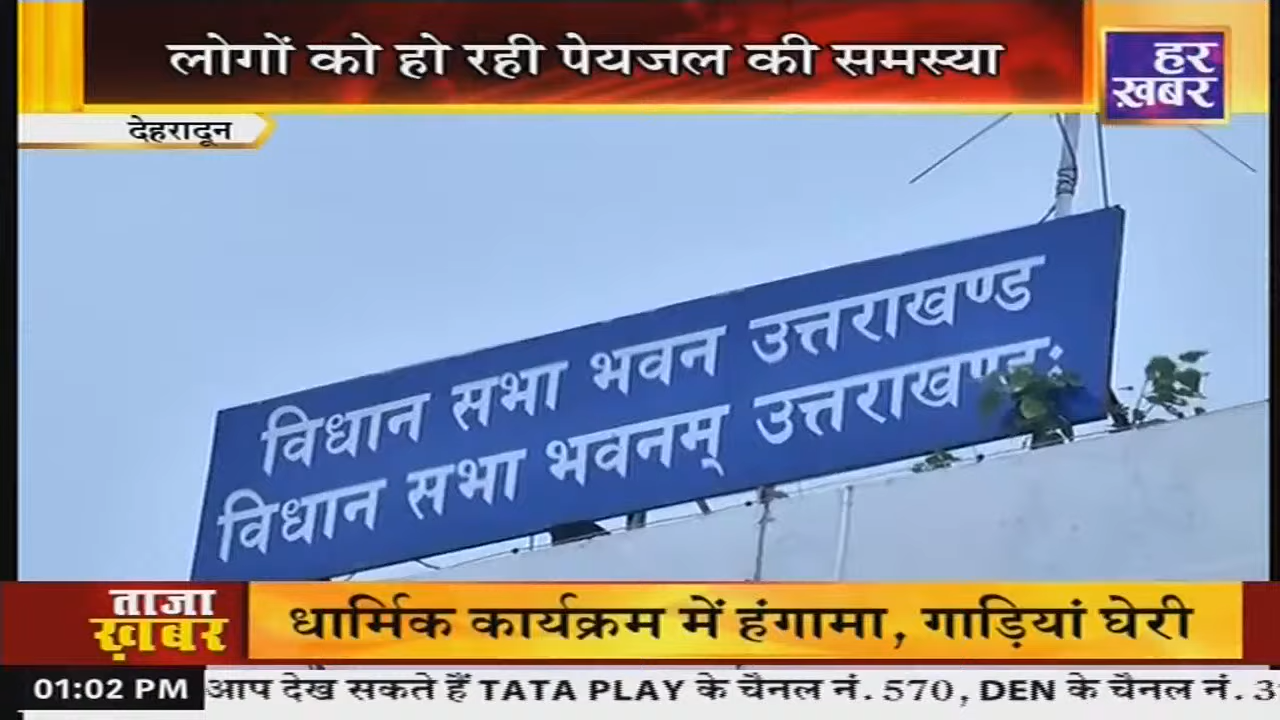 लोगों को हो रही पेयजल की समस्या
हर
ख़बर
देहरादून
विधान सभा भवन उत्तराखण्ड
विधान सभा भवनम् उत्तराखण्डः
ताजा
ख़बर
धार्मिक कार्यक्रम में हंगामा, गाड़ियां घेरी
01:02 PM
आप देख सकते हैं TATA PLAY के चैनल नं. 570, DEN के चैनल नं.